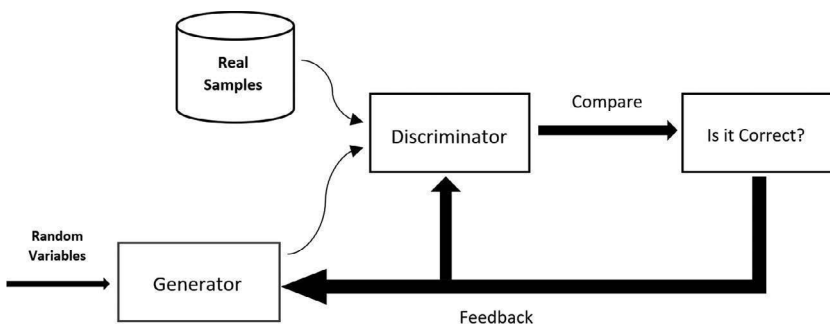 Real
Samples
Compare
Discriminator
Is it Correct?
Random
Variables
Generator
Feedback